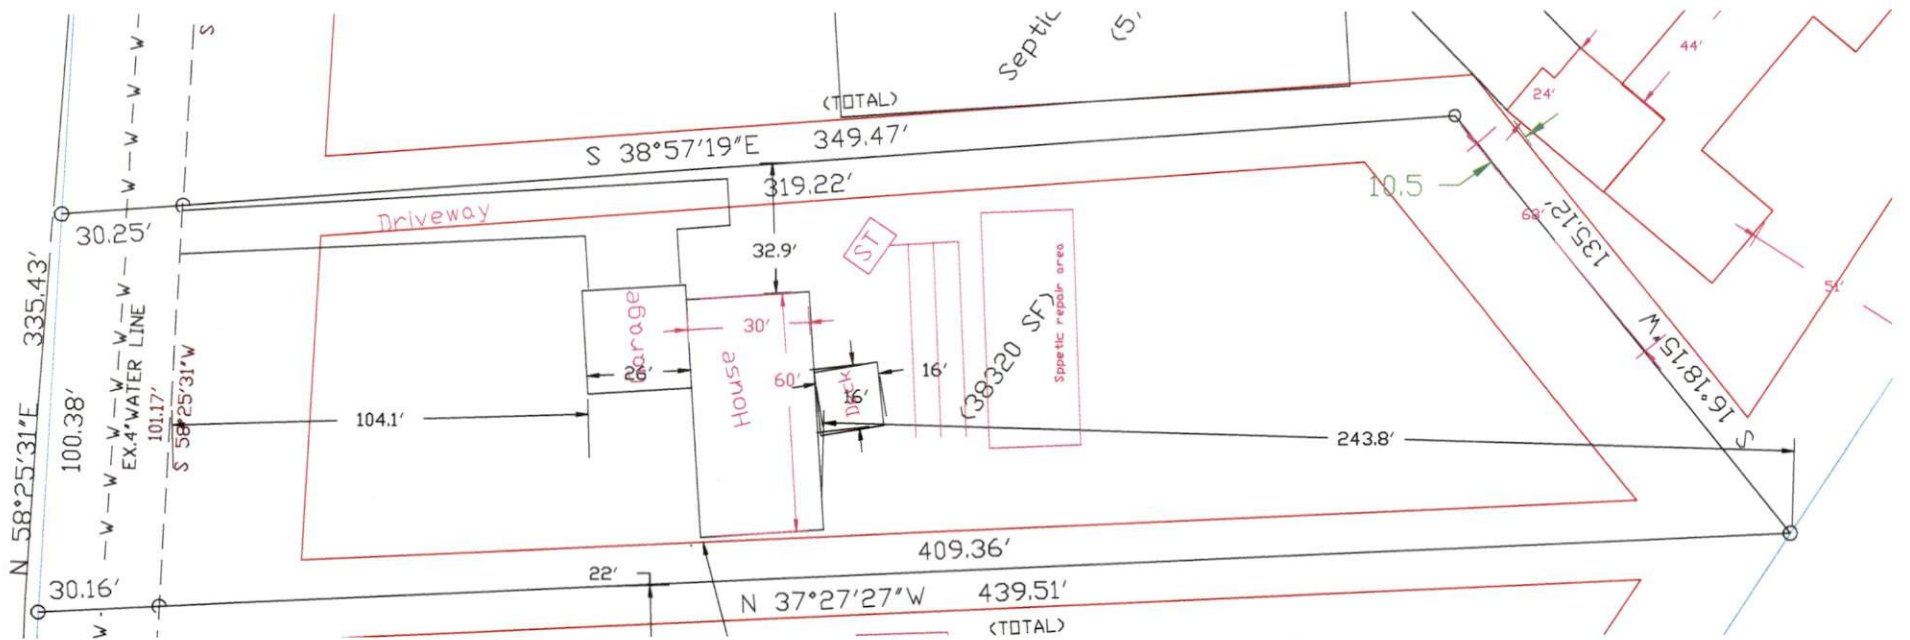 S
Septic
(5,
44'
24'
(TOTAL)
S 38°57'19"E 349.47'
319.22'
10.5
Driveway
30.25'
68'
135.12'
S 16°18'15"W
51'
ST
32.9'
Sppetic repair area
N 58°25'31"E 335.43'
100.38'
EX.4"WATER LINE
W W W W W W W W W W
101.17'
S 58°25'31"W
Garage
26'
30'
House
60'
Deck
16'
16'
(38320 SF)
104.1'
243.8'
409.36'
30.16'
22'
N 37°27'27"W 439.51'
(TOTAL)